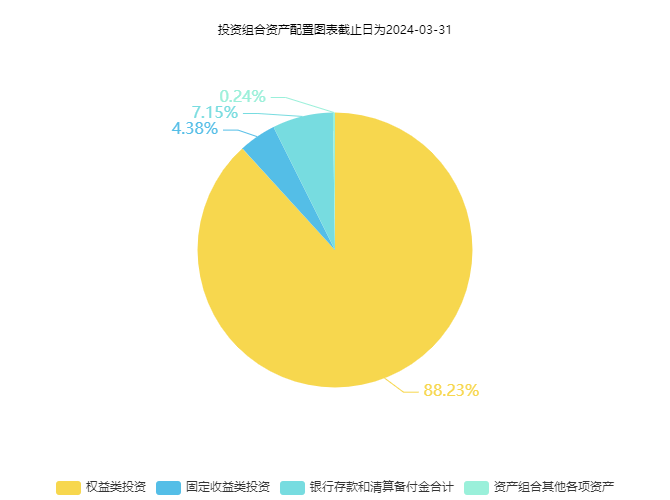 投资组合资产配置图表截止日为2024-03-31
0.24%
7.15%
4.38%
88.23%
权益类投资 固定收益类投资 银行存款和清算备付金合计 资产组合其他各项资产